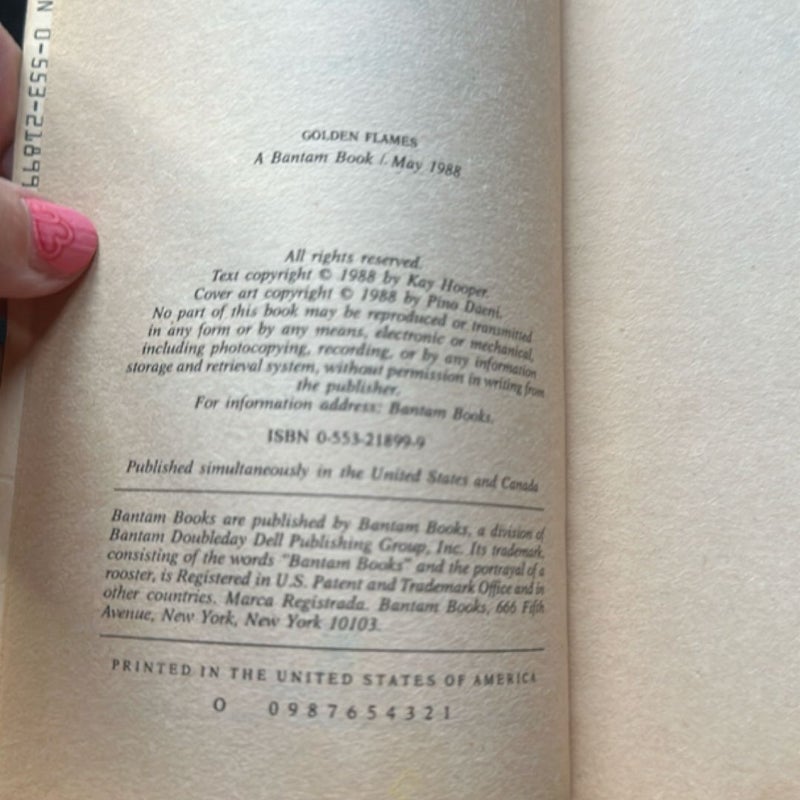 N 0-553-21899
GOLDEN FLAMES
A Bantam Book / May 1988
All rights reserved.
Text copyright © 1988 by Kay Hooper.
Cover art copyright © 1988 by Pino Daeni.
No part of this book may be reproduced or transmitted
in any form or by any means, electronic or mechanical,
including photocopying, recording, or by any information
storage and retrieval system, without permission in writing from
the publisher.
For information address: Bantam Books.
ISBN 0-553-21899-9
Published simultaneously in the United States and Canada
Bantam Books are published by Bantam Books, a division of
Bantam Doubleday Dell Publishing Group, Inc. Its trademark,
consisting of the words "Bantam Books" and the portrayal of a
rooster, is Registered in U.S. Patent and Trademark Office and in
other countries. Marca Registrada. Bantam Books, 666 Fifth
Avenue, New York, New York 10103.
PRINTED IN THE UNITED STATES OF AMERICA
O 0 9 8 7 6 5 4 3 2 1